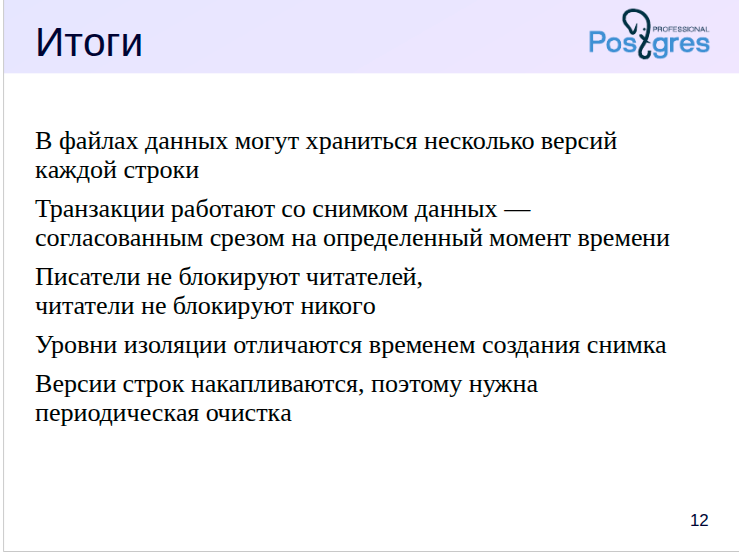 Итоги
PROFESSIONAL
Postgres
В файлах данных могут храниться несколько версий
каждой строки
Транзакции работают со снимком данных —
согласованным срезом на определенный момент времени
Писатели не блокируют читателей,
читатели не блокируют никого
Уровни изоляции отличаются временем создания снимка
Версии строк накапливаются, поэтому нужна
периодическая очистка
12